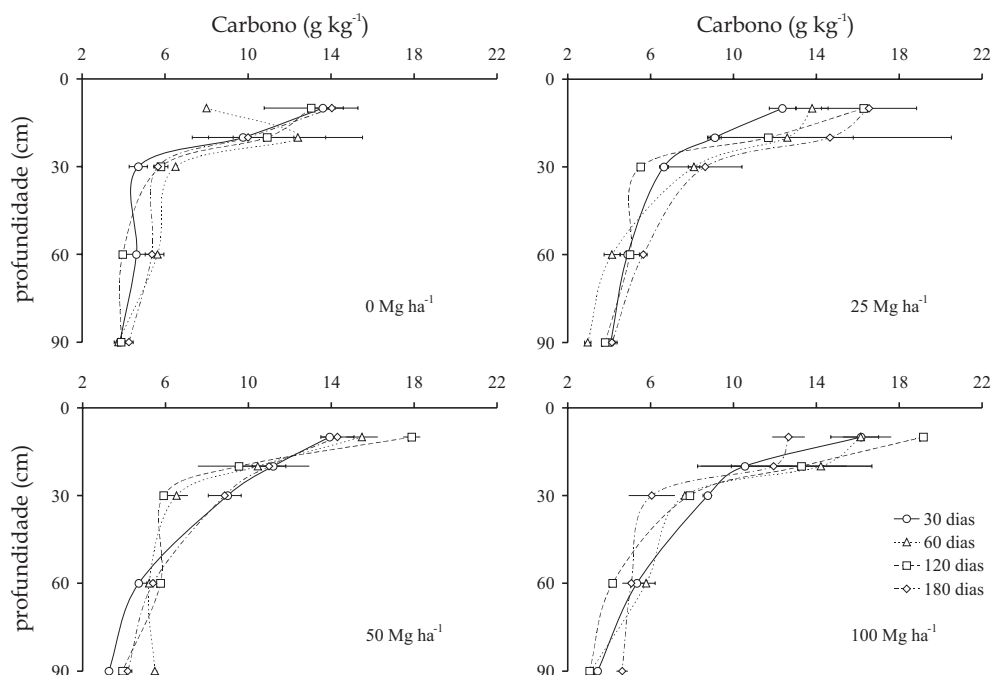 Carbono (g kg⁻¹)
Carbono (g kg⁻¹)
2 6 10 14 18 22
2 6 10 14 18 22
profundidade (cm)
0
30
60
90
0 Mg ha⁻¹
0
30
60
90
25 Mg ha⁻¹
2 6 10 14 18 22
2 6 10 14 18 22
profundidade (cm)
0
30
60
90
50 Mg ha⁻¹
0
30
60
90
30 dias
60 dias
120 dias
180 dias
100 Mg ha⁻¹